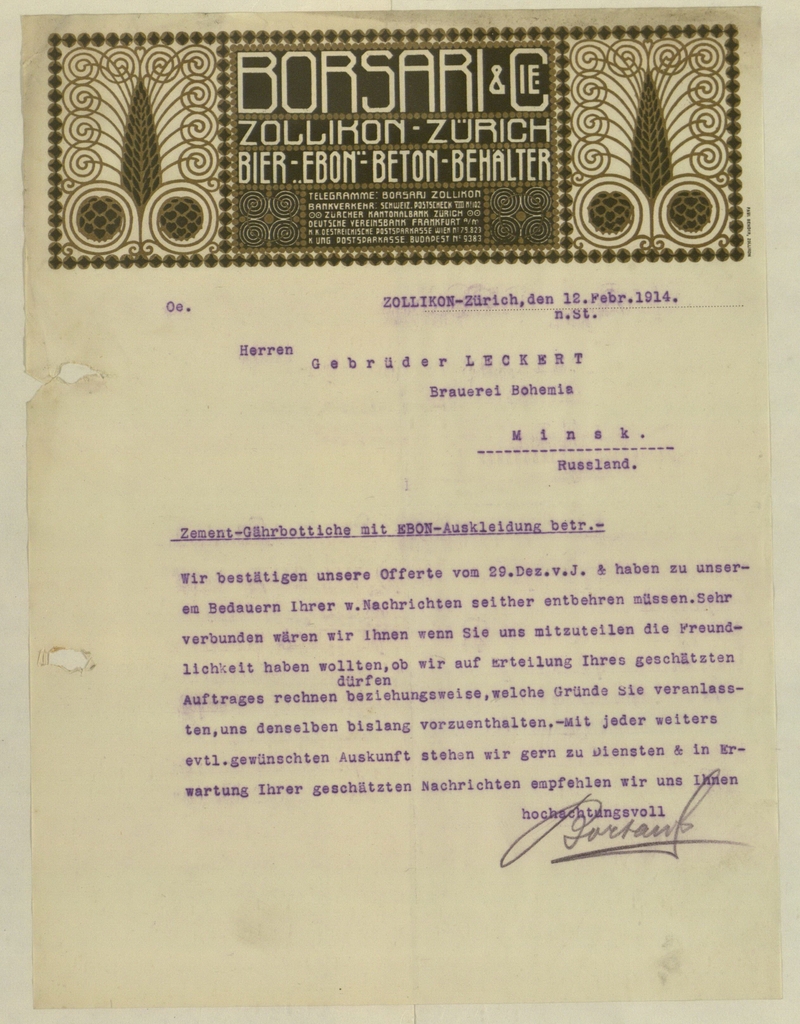 BORSARI & CIE
ZOLLIKON-ZÜRICH
BIER-"EBON"-BETON-BEHÄLTER
TELEGRAMME: BORSARI ZOLLIKON
BANKVERKEHR: SCHWEIZ. POSTSCHECK VIII No 102
ZÜRCHER KANTONALBANK ZÜRICH
DEUTSCHE VEREINSBANK FRANKFURT a/m
K.K. OESTREICHISCHE POSTSPARKASSE WIEN No 75.823
K. UNG POSTSPARKASSE BUDAPEST No 9383
Oe.
ZOLLIKON-Zürich,den 12.Febr.1914.
n.St.
Herren
Gebrüder LECKERT
Brauerei Bohemia
Minsk.
Russland.
Zement-Gährbottiche mit EBON-Auskleidung betr.-
Wir bestätigen unsere Offerte vom 29.Dez.v.J. & haben zu unser-
em Bedauern Ihrer w.Nachrichten seither entbehren müssen.Sehr
verbunden wären wir Ihnen wenn Sie uns mitzuteilen die Freund-
lichkeit haben wollten,ob wir auf Erteilung Ihres geschätzten
dürfen
Auftrages rechnen beziehungsweise,welche Gründe Sie veranlass-
ten,uns denselben bislang vorzuenthalten.-Mit jeder weiters
evtl.gewünschten Auskunft stehen wir gern zu Diensten & in Er-
wartung Ihrer geschätzten Nachrichten empfehlen wir uns Ihnen
hochachtungsvoll